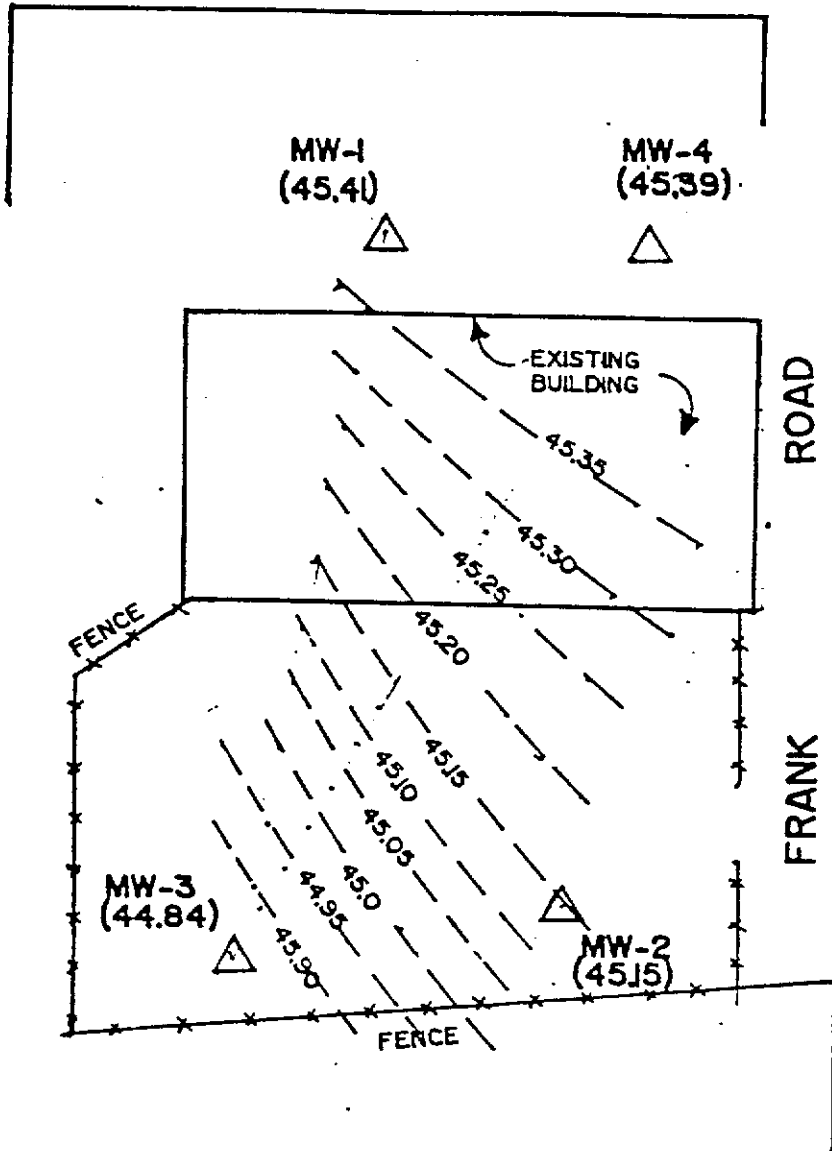 MW-1
(45.41)
MW-4
(45.39)
EXISTING
BUILDING
ROAD
45.35
45.30
45.25
45.20
FENCE
45.15
45.10
45.05
45.0
44.95
45.90
FRANK
MW-3
(44.84)
MW-2
(45.15)
FENCE